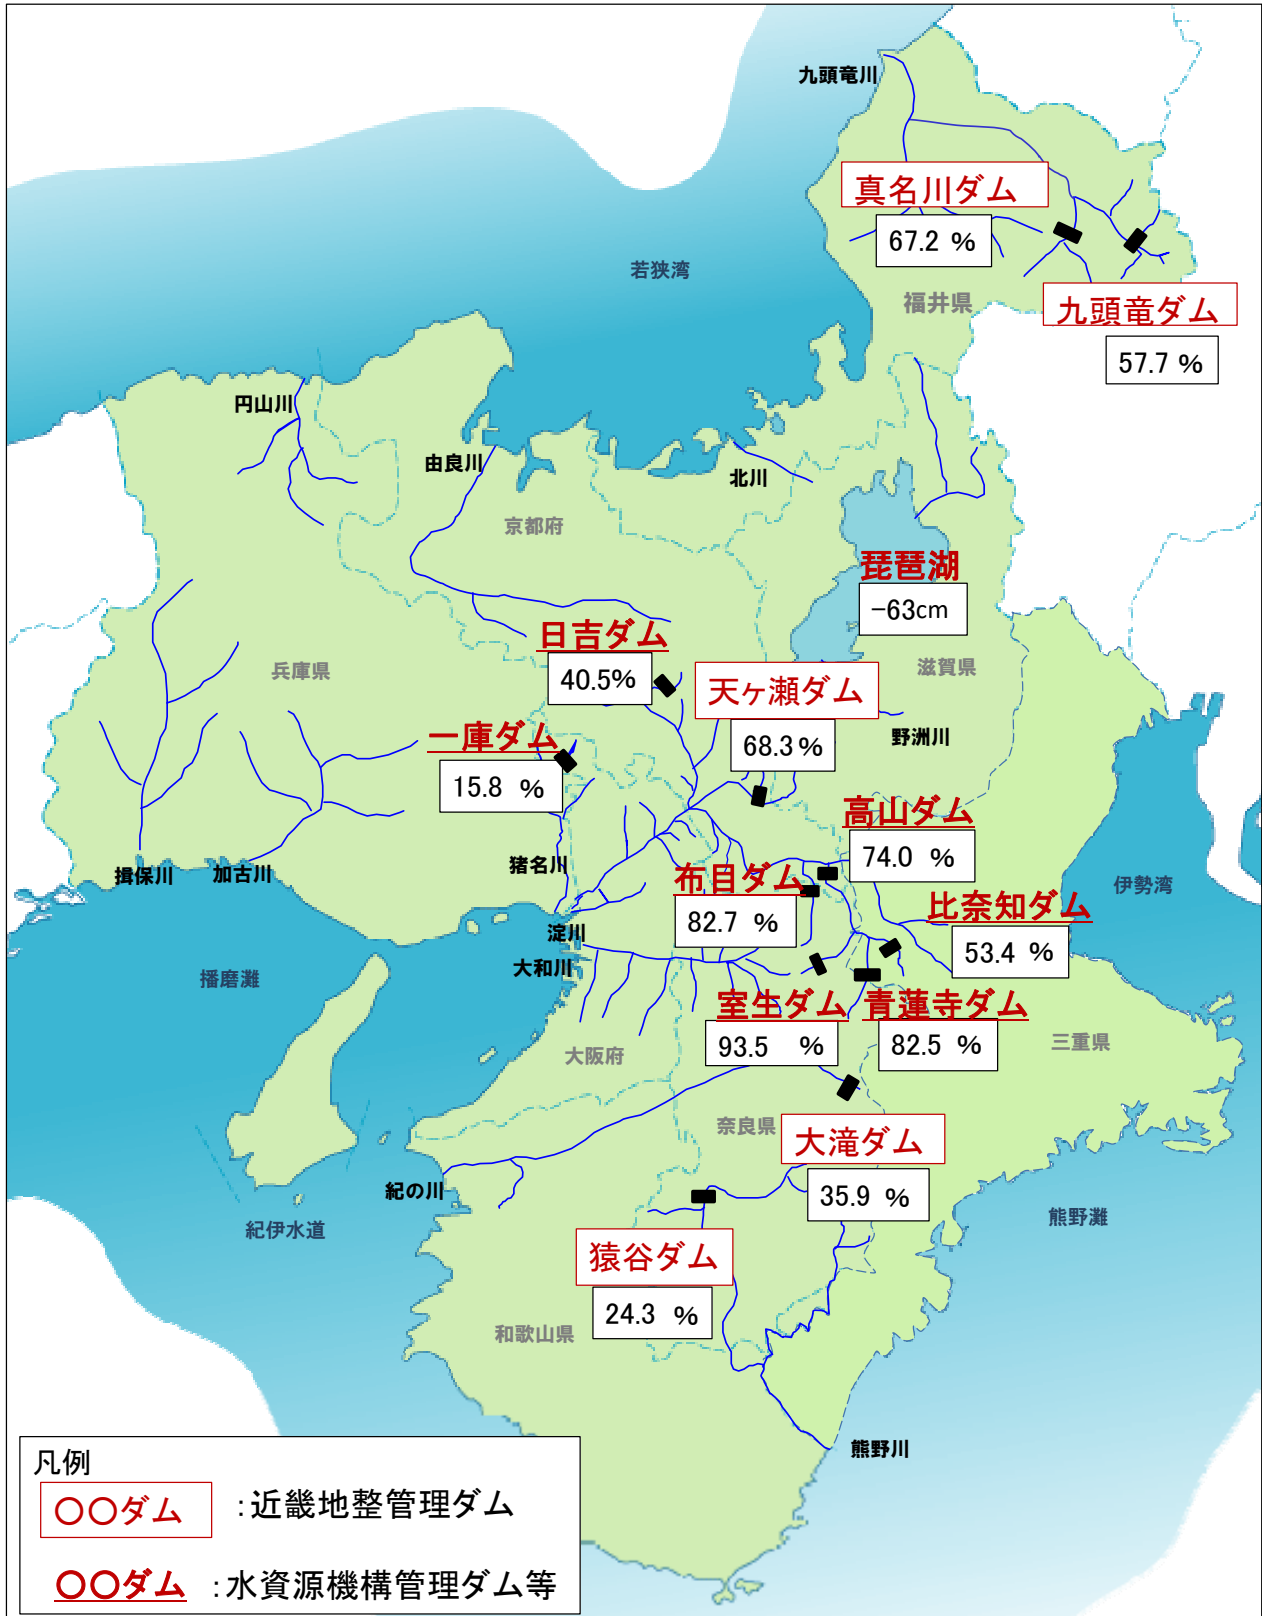 九頭竜川
真名川ダム
67.2 %
若狭湾
福井県
九頭竜ダム
57.7 %
円山川
由良川
北川
京都府
琵琶湖
-63cm
日吉ダム
40.5%
兵庫県
滋賀県
天ヶ瀬ダム
68.3 %
野洲川
一庫ダム
15.8 %
高山ダム
74.0 %
揖保川
加古川
猪名川
布目ダム
82.7 %
伊勢湾
比奈知ダム
53.4 %
淀川
大和川
播磨灘
室生ダム
93.5 %
青蓮寺ダム
82.5 %
大阪府
三重県
奈良県
大滝ダム
35.9 %
紀の川
紀伊水道
熊野灘
猿谷ダム
24.3 %
和歌山県
熊野川
凡例
〇〇ダム :近畿地整管理ダム
〇〇ダム :水資源機構管理ダム等